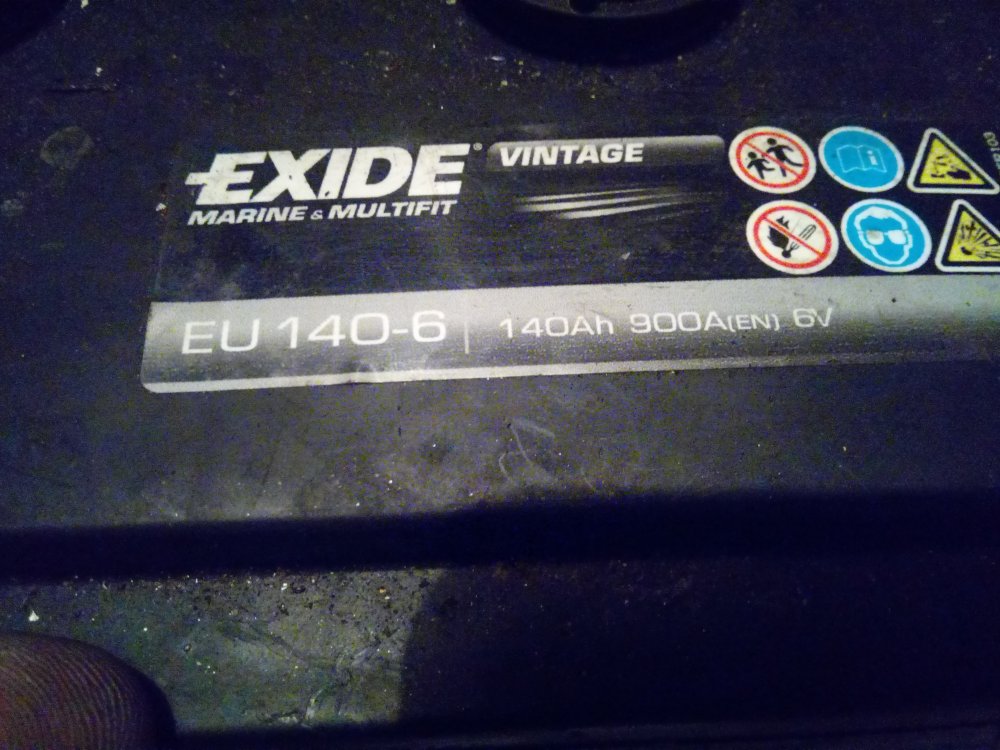 EXIDE®
MARINE & MULTIFIT
VINTAGE
EU 140-6
140Ah 900A(EN) 6V